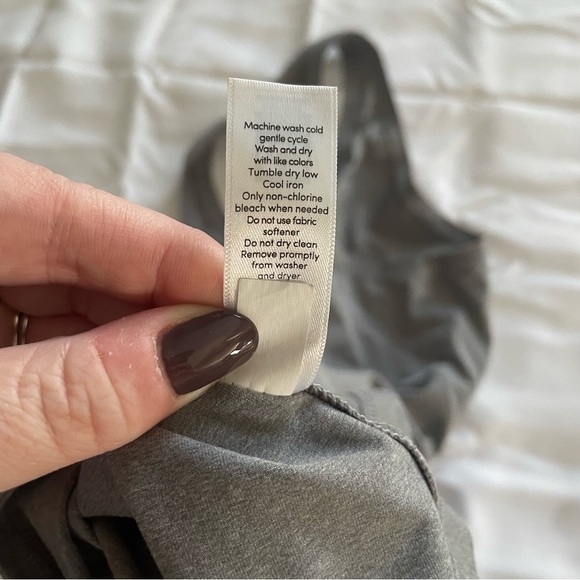 Machine wash cold
gentle cycle
Wash and dry
with like colors
Tumble dry low
Cool iron
Only non-chlorine
bleach when needed
Do not use fabric
softener
Do not dry clean
Remove promptly
from washer
and dryer